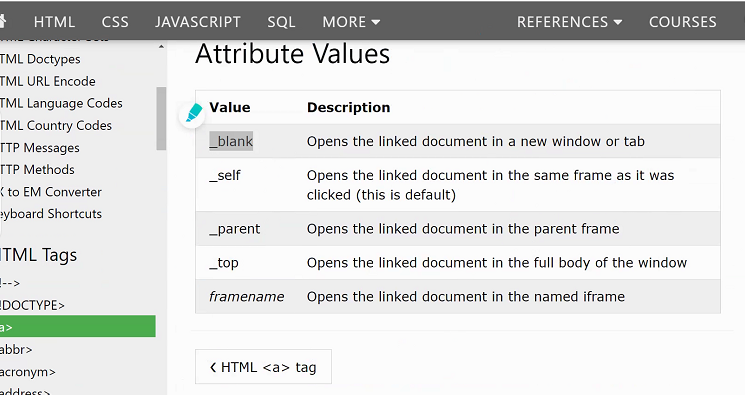 HTML CSS JAVASCRIPT SQL MORE REFERENCES COURSES
TML Doctypes
TML URL Encode
TML Language Codes
TML Country Codes
TTP Messages
TTP Methods
X to EM Converter
eyboard Shortcuts
TML Tags
!-->
!DOCTYPE>
a>
abbr>
acronym>
address>
Attribute Values
Value Description
_blank Opens the linked document in a new window or tab
_self Opens the linked document in the same frame as it was
clicked (this is default)
_parent Opens the linked document in the parent frame
_top Opens the linked document in the full body of the window
framename Opens the linked document in the named iframe
❮ HTML <a> tag